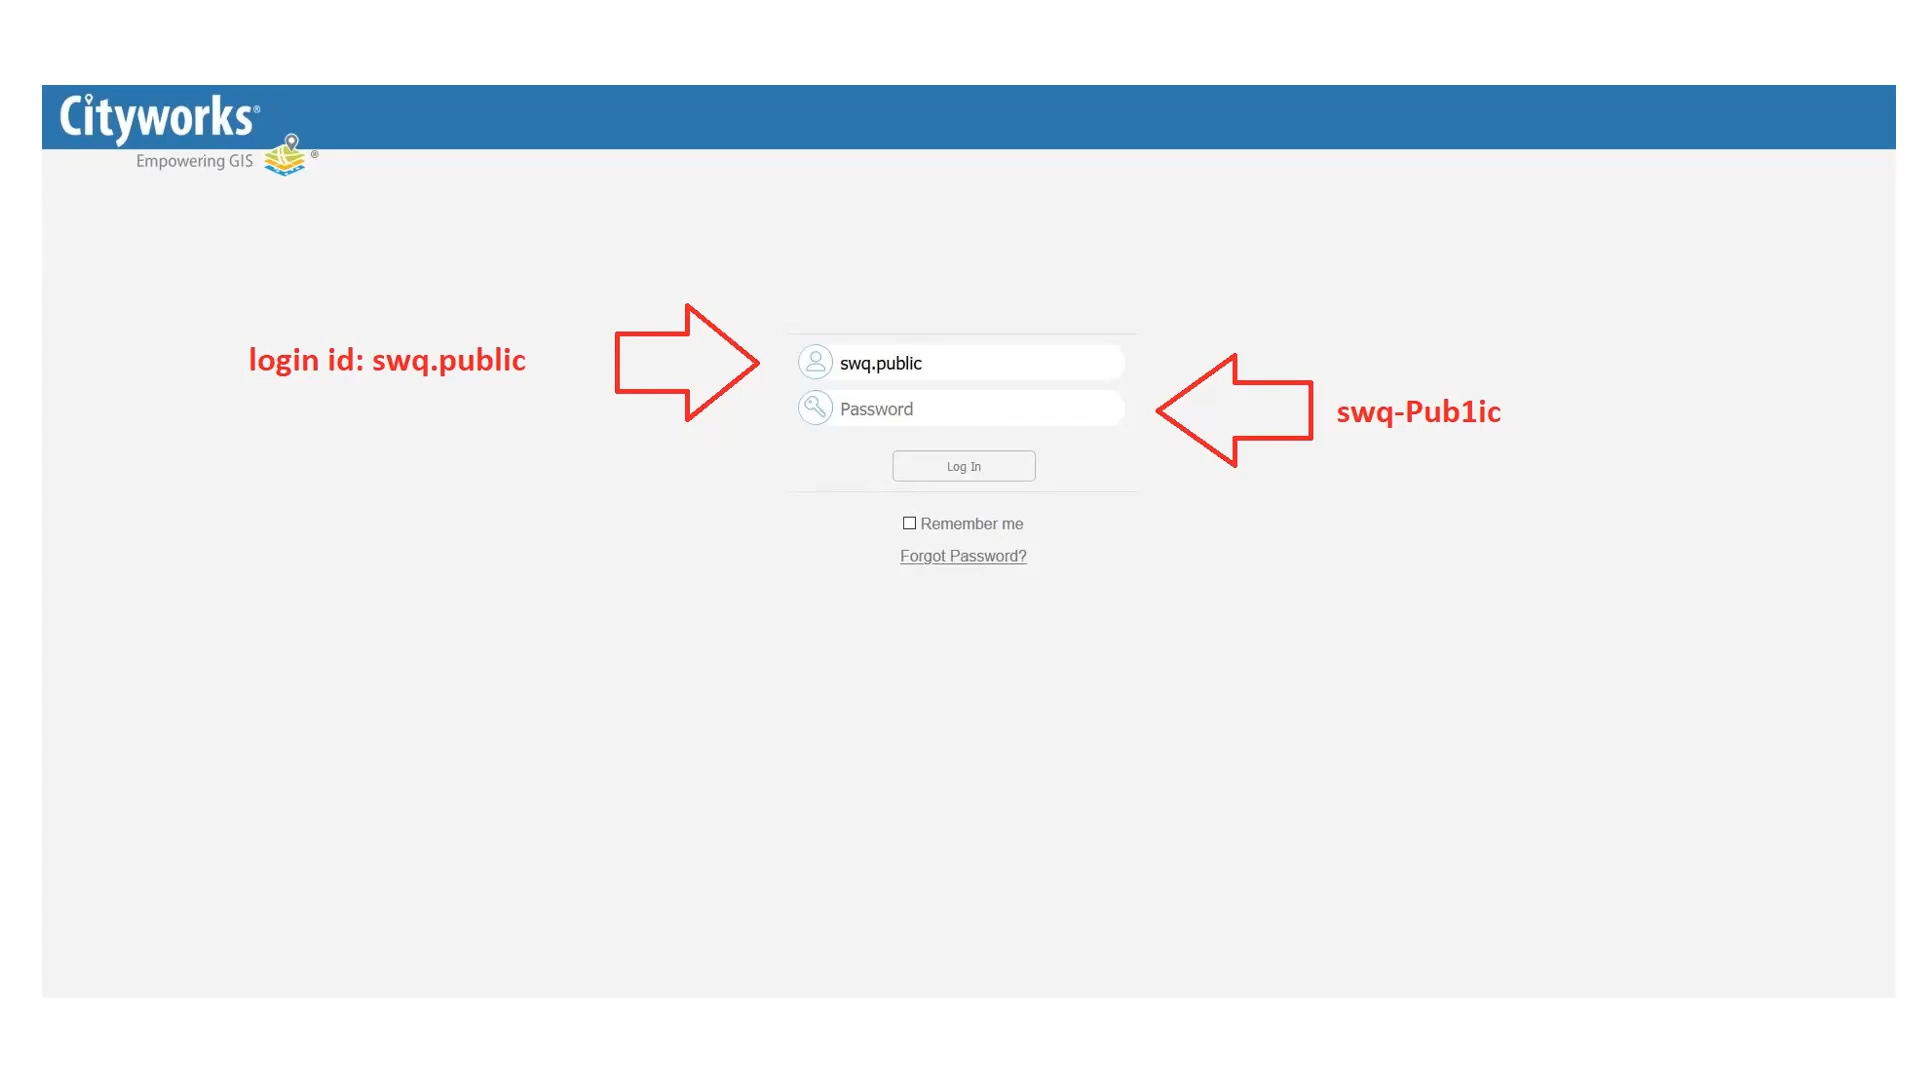 Cityworks®
Empowering GIS ®
login id: swq.public
swq.public
Password
swq-Pub1ic
Log In
Remember me
Forgot Password?